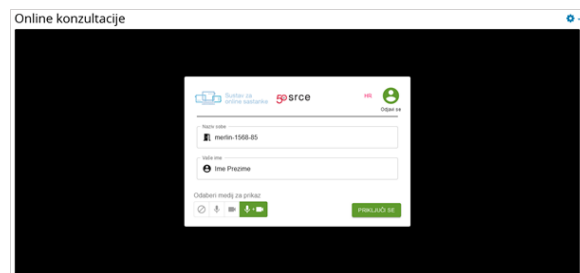 Online konzultacije
Sustav za
online sastanke
srce
HR
Odjavi se
Naziv sobe
merlin-1568-85
Vaše ime
Ime Prezime
Odaberi medij za prikaz
PRIKLJUČI SE